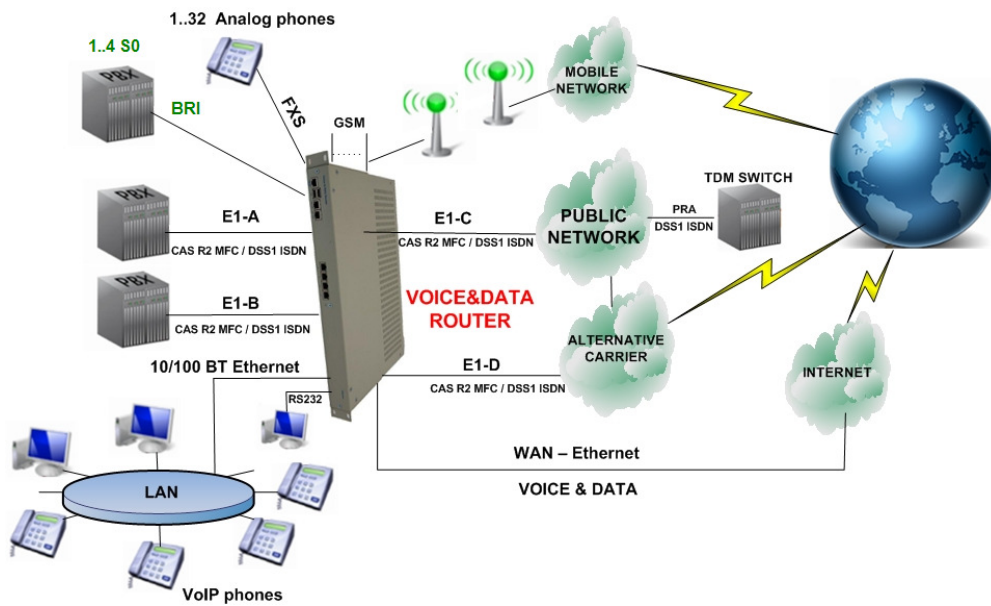 1..32 Analog phones
1..4 S0
PBX
BRI
FXS
GSM
MOBILE
NETWORK
TDM SWITCH
PBX
E1-A
CAS R2 MFC / DSS1 ISDN
E1-C
CAS R2 MFC / DSS1 ISDN
PUBLIC
NETWORK
PRA
DSS1 ISDN
PBX
E1-B
CAS R2 MFC / DSS1 ISDN
VOICE&DATA
ROUTER
ALTERNATIVE
CARRIER
10/100 BT Ethernet
E1-D
CAS R2 MFC / DSS1 ISDN
INTERNET
RS232
WAN – Ethernet
LAN
VOICE & DATA
VoIP phones